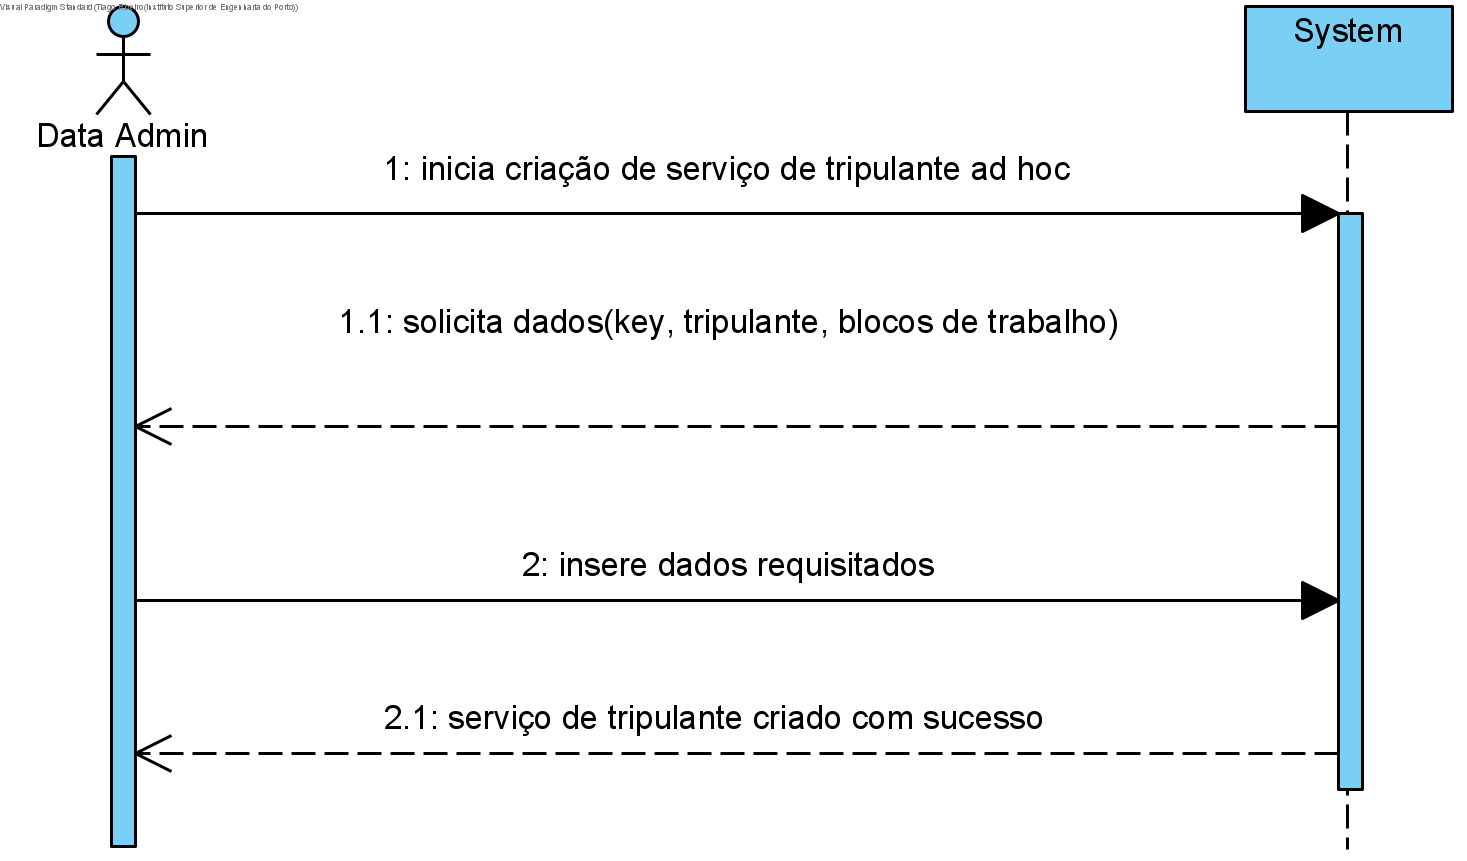 Visual Paradigm Standard(Tiago Ribeiro(Instituto Superior de Engenharia do Porto))
System
Data Admin
1: inicia criação de serviço de tripulante ad hoc
1.1: solicita dados(key, tripulante, blocos de trabalho)
2: insere dados requisitados
2.1: serviço de tripulante criado com sucesso